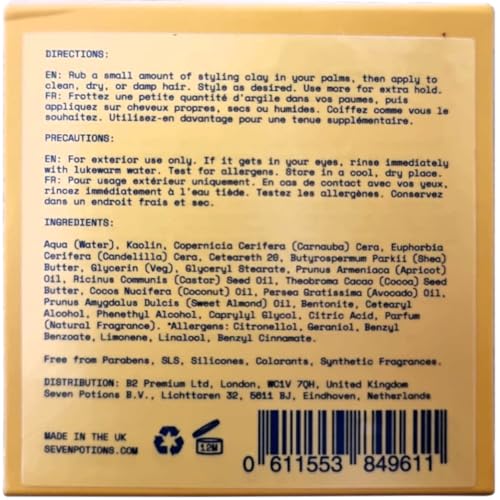 DIRECTIONS:
EN: Rub a small amount of styling clay in your palms, then apply to
clean, dry, or damp hair. Style as desired. Use more for extra hold.
FR: Frottez une petite quantité d'argile dans vos paumes, puis
appliquez sur cheveux propres, secs ou humides. Coiffez comme vous le
souhaitez. Utilisez-en davantage pour une tenue supplémentaire.
PRECAUTIONS:
EN: For exterior use only. If it gets in your eyes, rinse immediately
with lukewarm water. Test for allergens. Store in a cool, dry place.
FR: Pour usage extérieur uniquement. En cas de contact avec vos yeux,
rincez immédiatement à l'eau tiède. Testez les allergènes. Conservez
dans un endroit frais et sec.
INGREDIENTS:
Aqua (Water), Kaolin, Copernicia Cerifera (Carnauba) Cera, Euphorbia
Cerifera (Candelilla) Cera, Ceteareth 20, Butyrospermum Parkii (Shea)
Butter, Glycerin (Veg), Glyceryl Stearate, Prunus Armeniaca (Apricot)
Oil, Ricinus Communis (Castor) Seed Oil, Theobroma Cacao (Cocoa) Seed
Butter, Cocos Nucifera (Coconut) Oil, Persea Gratissima (Avocado) Oil,
Prunus Amygdalus Dulcis (Sweet Almond) Oil, Bentonite, Cetearyl
Alcohol, Phenethyl Alcohol, Caprylyl Glycol, Citric Acid, Parfum
(Natural Fragrance). *Allergens: Citronellol, Geraniol, Benzyl
Benzoate, Limonene, Linalool, Benzyl Cinnamate.
Free from Parabens, SLS, Silicones, Colorants, Synthetic Fragrances.
DISTRIBUTION: B2 Premium Ltd, London, WC1V 7QH, United Kingdom
Seven Potions B.V., Lichttoren 32, 5611 BJ, Eindhoven, Netherlands
MADE IN THE UK
SEVENPOTIONS.COM
12M
0 611553 849611